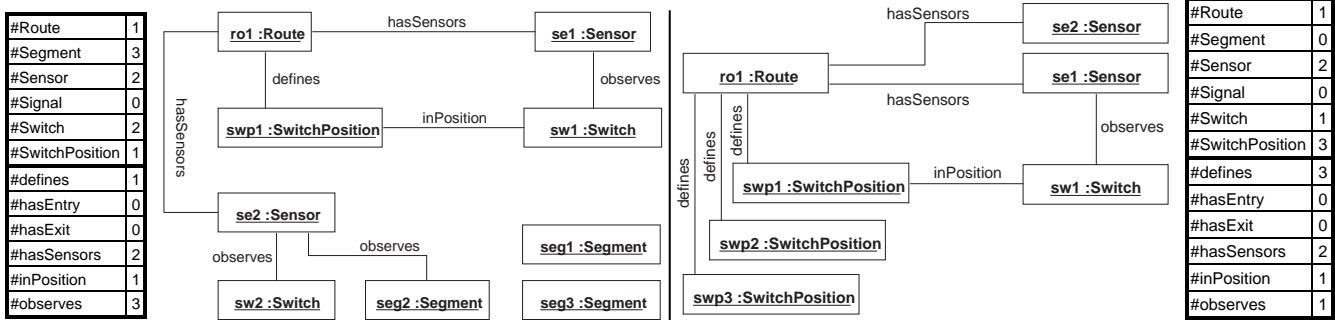 #Route 1
#Segment 3
#Sensor 2
#Signal 0
#Switch 2
#SwitchPosition 1
#defines 1
#hasEntry 0
#hasExit 0
#hasSensors 2
#inPosition 1
#observes 3
ro1 :Route
hasSensors
se1 :Sensor
defines
observes
hasSensors
swp1 :SwitchPosition
inPosition
sw1 :Switch
se2 :Sensor
observes
observes
seg1 :Segment
sw2 :Switch
seg2 :Segment
seg3 :Segment
hasSensors
se2 :Sensor
ro1 :Route
se1 :Sensor
hasSensors
defines
defines
defines
observes
swp1 :SwitchPosition
inPosition
sw1 :Switch
swp2 :SwitchPosition
swp3 :SwitchPosition
#Route 1
#Segment 0
#Sensor 2
#Signal 0
#Switch 1
#SwitchPosition 3
#defines 3
#hasEntry 0
#hasExit 0
#hasSensors 2
#inPosition 1
#observes 1